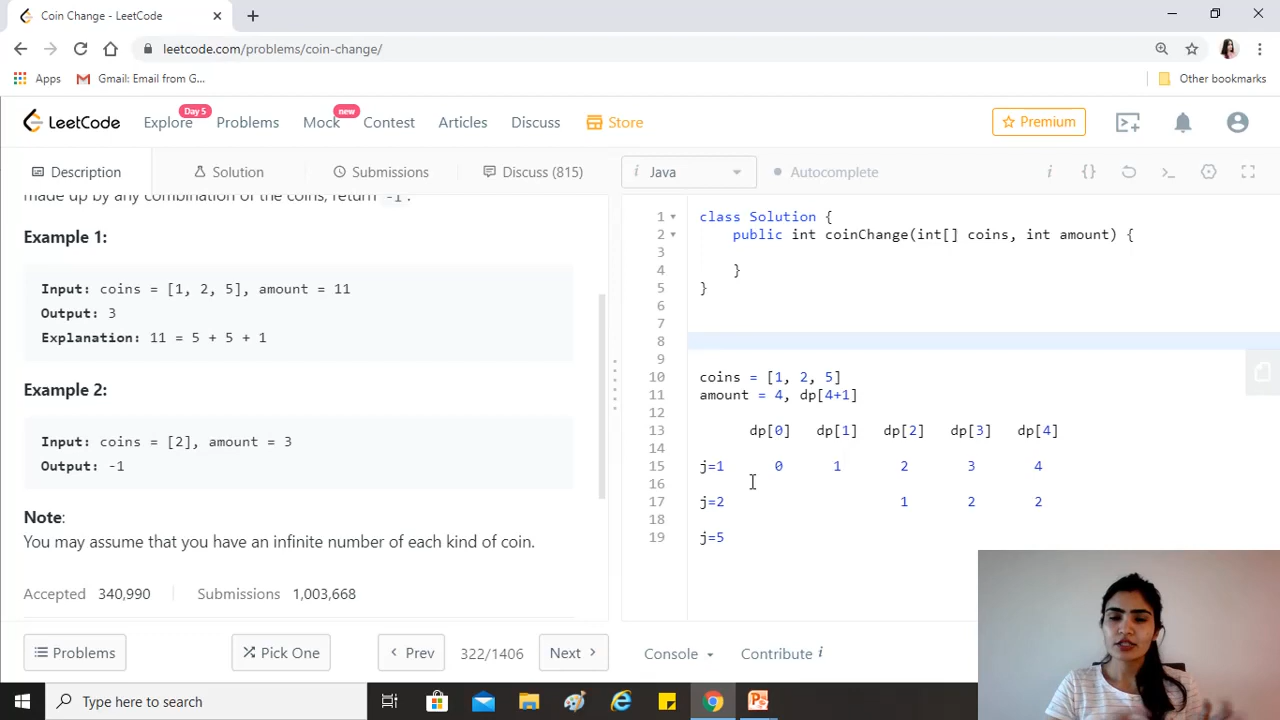 Coin Change - LeetCode
leetcode.com/problems/coin-change/
Apps
Gmail: Email from G...
Other bookmarks
LeetCode
Explore
Day 5
Problems
Mock
new
Contest
Articles
Discuss
Store
Premium
Description
Solution
Submissions
Discuss (815)
i
Java
Autocomplete
i
{}
made up by any combination of the coins, return -1.
Example 1:
Input: coins = [1, 2, 5], amount = 11
Output: 3
Explanation: 11 = 5 + 5 + 1
Example 2:
Input: coins = [2], amount = 3
Output: -1
Note:
You may assume that you have an infinite number of each kind of coin.
Accepted 340,990
Submissions 1,003,668
1 class Solution {
2 public int coinChange(int[] coins, int amount) {
3
4 }
5 }
6
7
8
9
10 coins = [1, 2, 5]
11 amount = 4, dp[4+1]
12
13 dp[0] dp[1] dp[2] dp[3] dp[4]
14
15 j=1 0 1 2 3 4
16
17 j=2 1 2 2
18
19 j=5
Problems
Pick One
Prev
322/1406
Next
Console
Contribute i
Type here to search